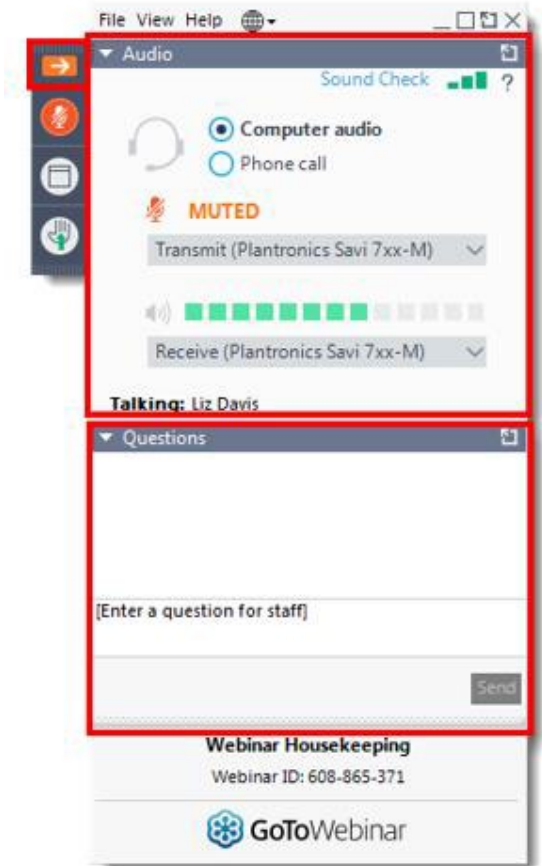 File View Help
Audio
Sound Check ?
Computer audio
Phone call
MUTED
Transmit (Plantronics Savi 7xx-M)
Receive (Plantronics Savi 7xx-M)
Talking: Liz Davis
Questions
[Enter a question for staff]
Send
Webinar Housekeeping
Webinar ID: 608-865-371
GoToWebinar